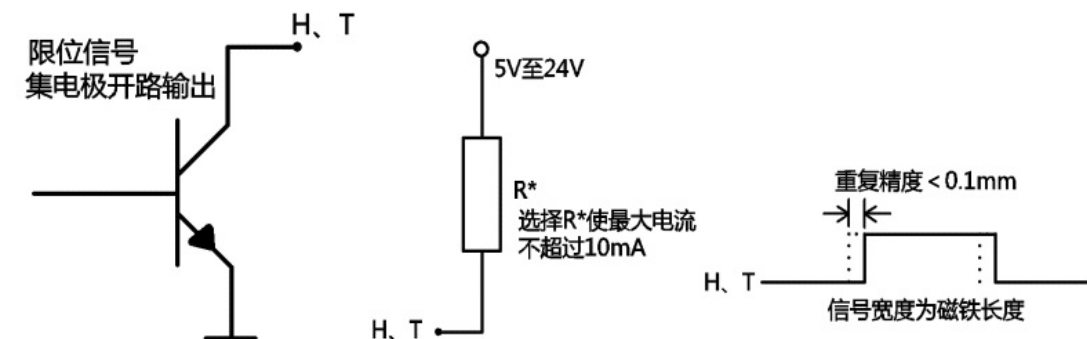 H、T
限位信号
集电极开路输出
5V至24V
R*
选择R*使最大电流
不超过10mA
H、T
重复精度＜0.1mm
H、T
信号宽度为磁铁长度